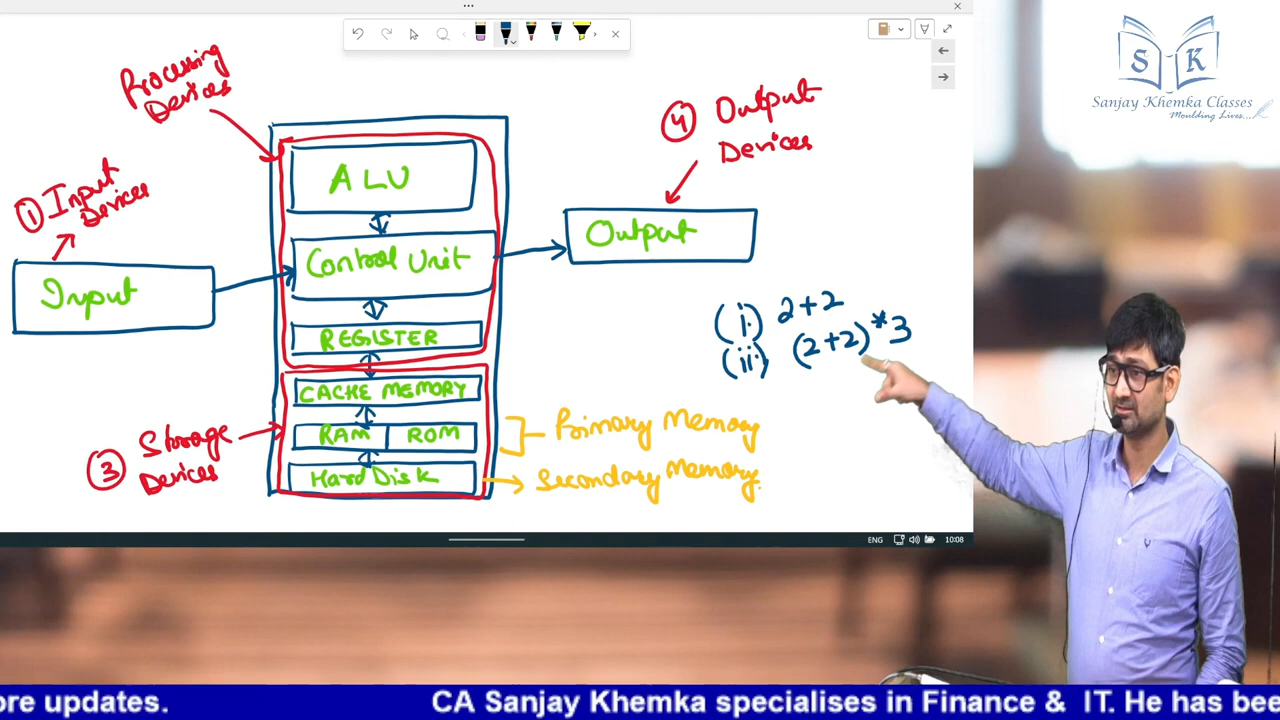 Processing
Devices
① Input
Devices
Input
ALU
Control Unit
REGISTER
CACHE MEMORY
RAM ROM
Hard Disk
③ Storage
Devices
④ Output
Devices
Output
(i) 2+2
(ii) (2+2)*3
Primary Memory
Secondary Memory.
ENG 10:08
S K
Sanjay Khemka Classes
Moulding Lives...
ore updates. CA Sanjay Khemka specialises in Finance & IT. He has bee